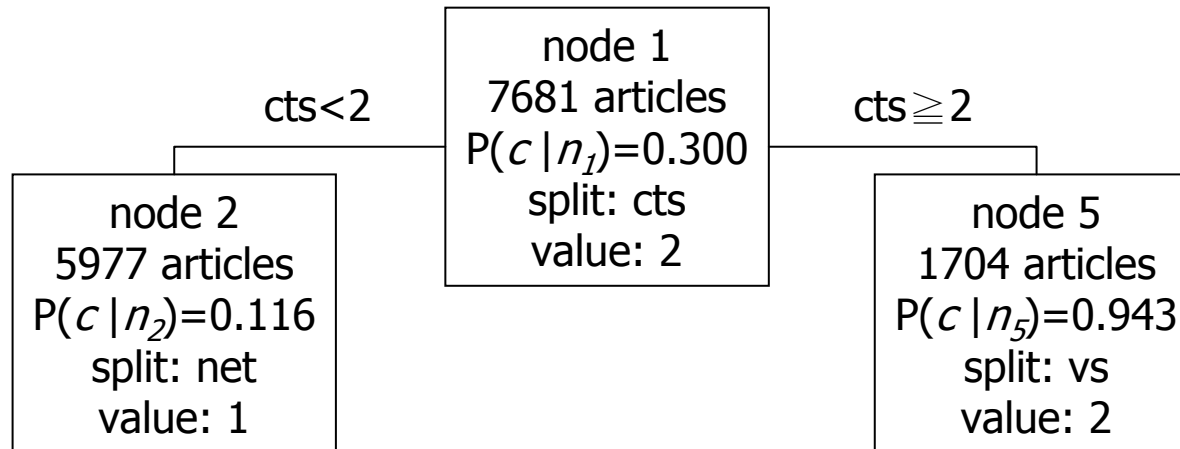 node 1
7681 articles
P(c|n1)=0.300
split: cts
value: 2
cts<2
cts≧2
node 2
5977 articles
P(c|n2)=0.116
split: net
value: 1
node 5
1704 articles
P(c|n5)=0.943
split: vs
value: 2